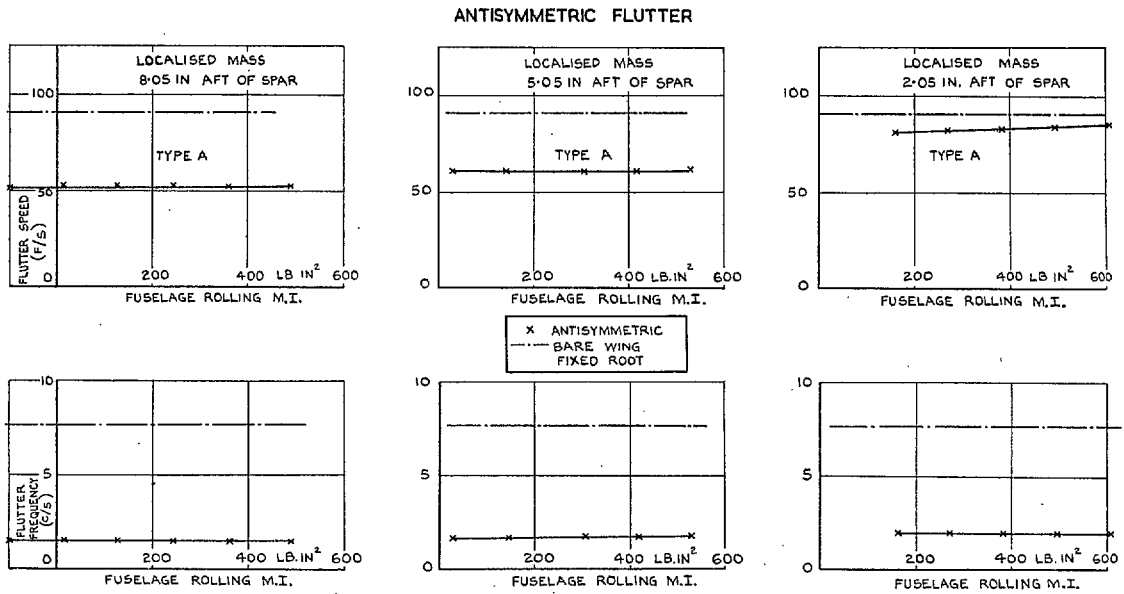 ANTISYMMETRIC FLUTTER
LOCALISED MASS
8·05 IN AFT OF SPAR
100
TYPE A
50
FLUTTER SPEED
(F/S)
0
200
400
LB IN²
600
FUSELAGE ROLLING M.I.
LOCALISED MASS
5·05 IN AFT OF SPAR
100
TYPE A
50
0
200
400
LB.IN²
600
FUSELAGE ROLLING M.I.
LOCALISED MASS
2·05 IN. AFT OF SPAR
100
TYPE A
50
0
200
400
LB IN²
600
FUSELAGE ROLLING M.I.
x ANTISYMMETRIC
BARE WING
FIXED ROOT
10
5
FLUTTER
FREQUENCY
(C/S)
0
200
400
LB.IN²
600
FUSELAGE ROLLING M.I.
10
5
0
200
400
LB.IN²
600
FUSELAGE ROLLING M.I.
10
5
0
200
400
LB.IN²
600
FUSELAGE ROLLING M.I.